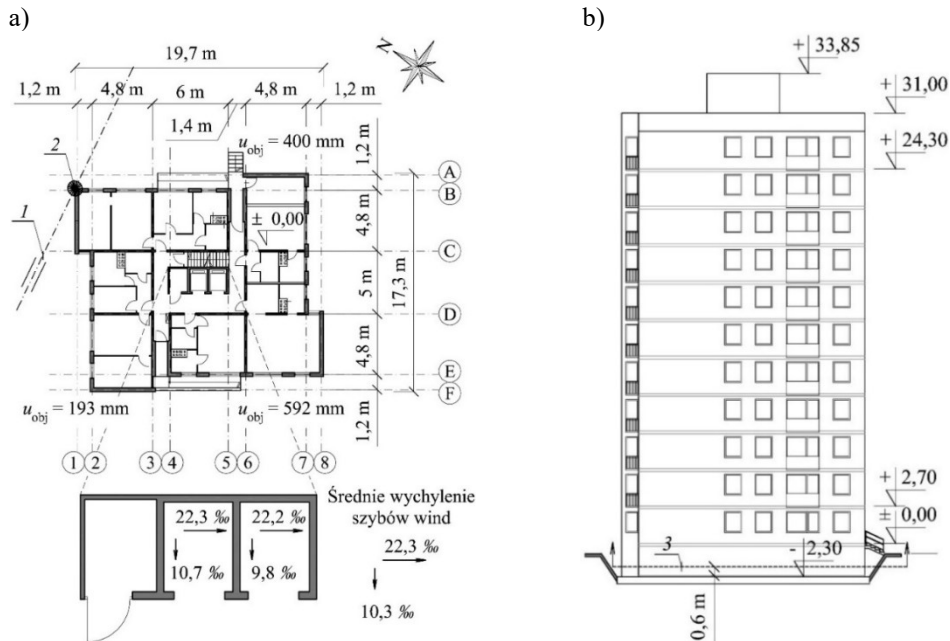 a)
19,7 m
N
1,2 m 4,8 m 6 m 4,8 m 1,2 m
1,4 m
2
u_obj = 400 mm
1,2 m
A
B
1
± 0,00
4,8 m
C
5 m
17,3 m
D
4,8 m
E
F
u_obj = 193 mm u_obj = 592 mm
1,2 m
1 2 3 4 5 6 7 8
Średnie wychylenie
szybów wind
22,3 ‰ 22,2 ‰
22,3 ‰
10,7 ‰ 9,8 ‰
10,3 ‰
b)
+ 33,85
+ 31,00
+ 24,30
+ 2,70
± 0,00
3
- 2,30
0,6 m